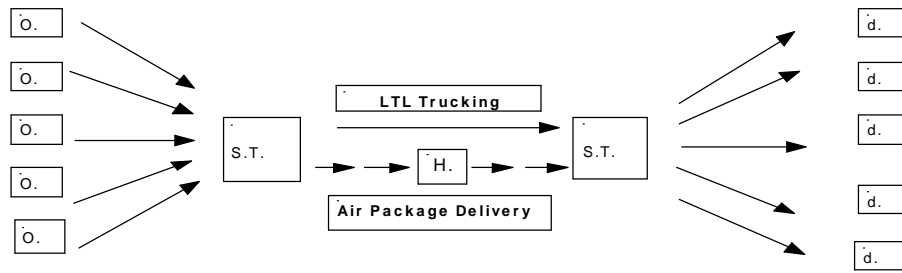 O.
O.
O.
O.
O.
S.T.
LTL Trucking
H.
Air Package Delivery
S.T.
d.
d.
d.
d.
d.